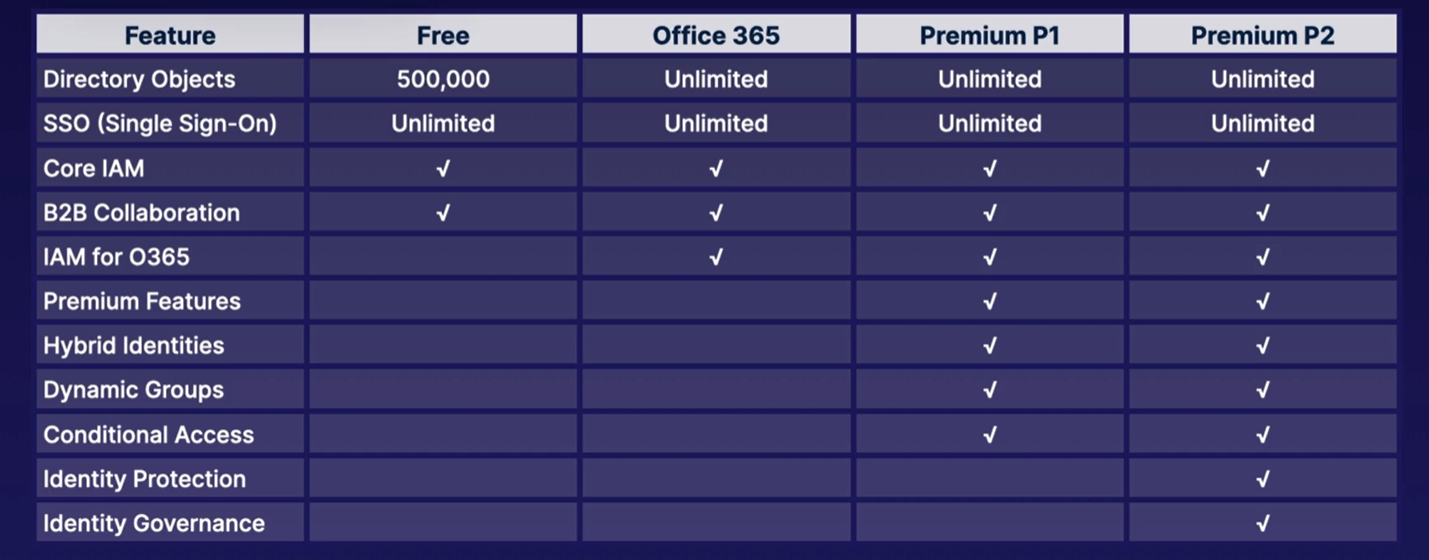 Feature Free Office 365 Premium P1 Premium P2
Directory Objects 500,000 Unlimited Unlimited Unlimited
SSO (Single Sign-On) Unlimited Unlimited Unlimited Unlimited
Core IAM √ √ √ √
B2B Collaboration √ √ √ √
IAM for O365 √ √ √
Premium Features √ √
Hybrid Identities √ √
Dynamic Groups √ √
Conditional Access √ √
Identity Protection √
Identity Governance √